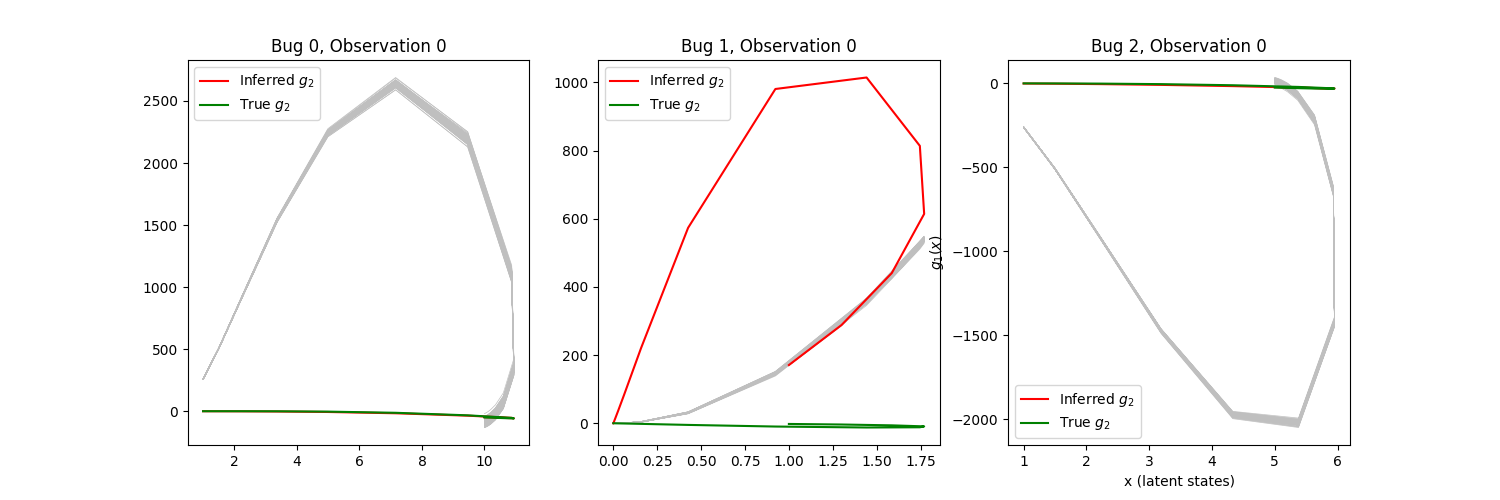 Bug 0, Observation 0
Inferred g₂
True g₂
2500
2000
1500
1000
500
0
2 4 6 8 10
Bug 1, Observation 0
Inferred g₂
True g₂
1000
800
600
400
200
0
0.00 0.25 0.50 0.75 1.00 1.25 1.50 1.75
Bug 2, Observation 0
g₁(x)
0
−500
−1000
−1500
−2000
Inferred g₂
True g₂
1 2 3 4 5 6
x (latent states)